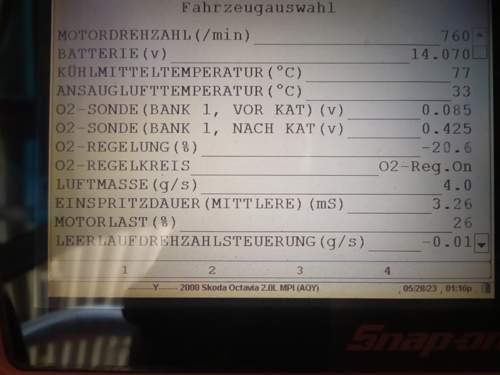 Fahrzeugauswahl
MOTORDREHZAHL(/min) 760
BATTERIE(v) 14.070
KÜHLMITTELTEMPERATUR(°C) 77
ANSAUGLUFTTEMPERATUR(°C) 33
O2-SONDE(BANK 1, VOR KAT)(v) 0.085
O2-SONDE(BANK 1, NACH KAT(v) 0.425
O2-REGELUNG(%) -20.6
O2-REGELKREIS O2-Reg.On
LUFTMASSE(g/s) 4.0
EINSPRITZDAUER(MITTLERE)(mS) 3.26
MOTORLAST(%) 26
LEERLAUFDREHZAHLSTEUERUNG(g/s) -0.01
1 2 3 4
Y 2000 Skoda Octavia 2.0L MPI (AQY) 05/28/23 01:16p
Snap-on